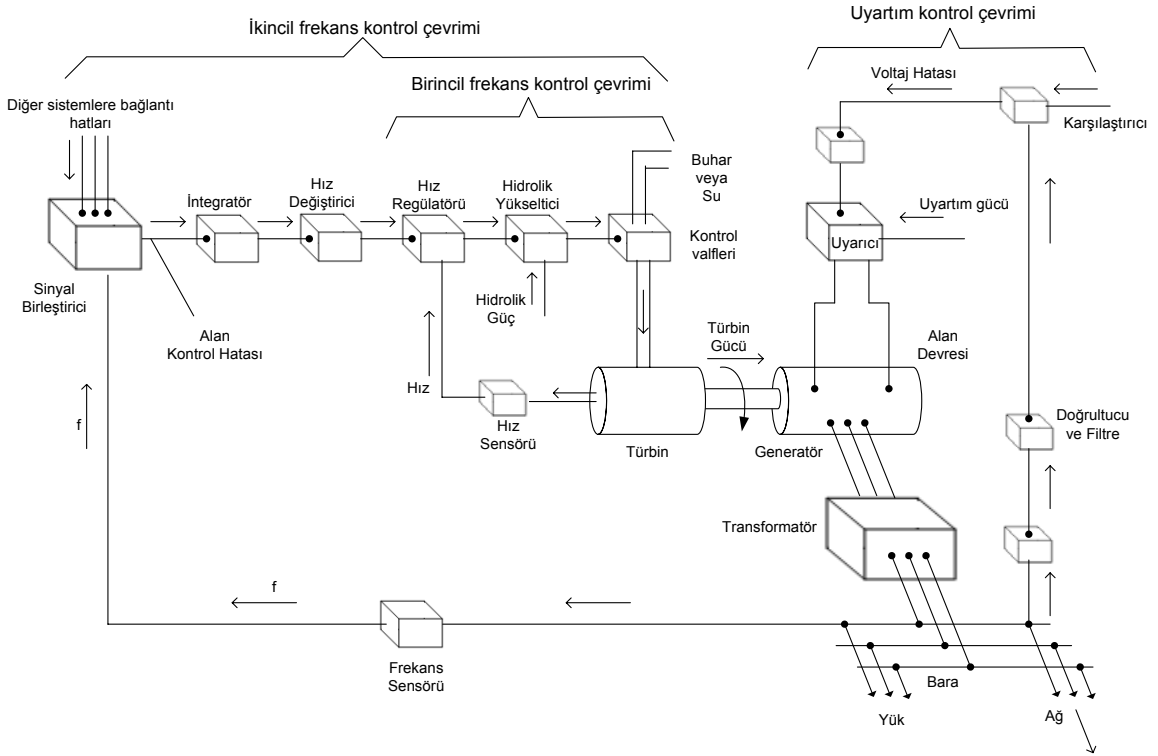 İkincil frekans kontrol çevrimi
Uyartım kontrol çevrimi
Birincil frekans kontrol çevrimi
Voltaj Hatası
Karşılaştırıcı
Diğer sistemlere bağlantı
hatları
Buhar
veya
Su
İntegratör
Hız
Değiştirici
Hız
Regülatörü
Hidrolik
Yükseltici
Kontrol
valfleri
Uyartım gücü
Uyarıcı
Sinyal
Birleştirici
Alan
Kontrol Hatası
Hidrolik
Güç
Hız
Hız
Sensörü
Türbin
Gücü
Alan
Devresi
Türbin
Generatör
Doğrultucu
ve Filtre
f
Transformatör
f
Frekans
Sensörü
Bara
Yük
Ağ